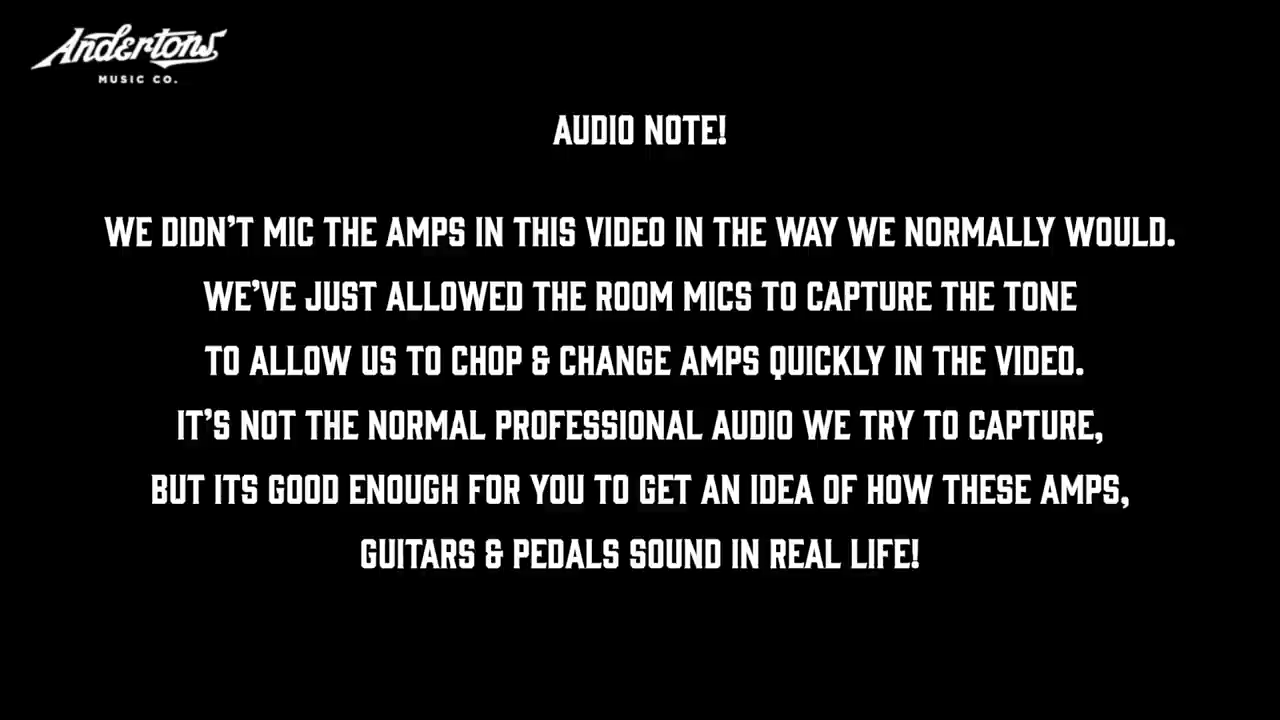 Andertons
MUSIC CO.
AUDIO NOTE!
WE DIDN'T MIC THE AMPS IN THIS VIDEO IN THE WAY WE NORMALLY WOULD.
WE'VE JUST ALLOWED THE ROOM MICS TO CAPTURE THE TONE
TO ALLOW US TO CHOP & CHANGE AMPS QUICKLY IN THE VIDEO.
IT'S NOT THE NORMAL PROFESSIONAL AUDIO WE TRY TO CAPTURE,
BUT ITS GOOD ENOUGH FOR YOU TO GET AN IDEA OF HOW THESE AMPS,
GUITARS & PEDALS SOUND IN REAL LIFE!